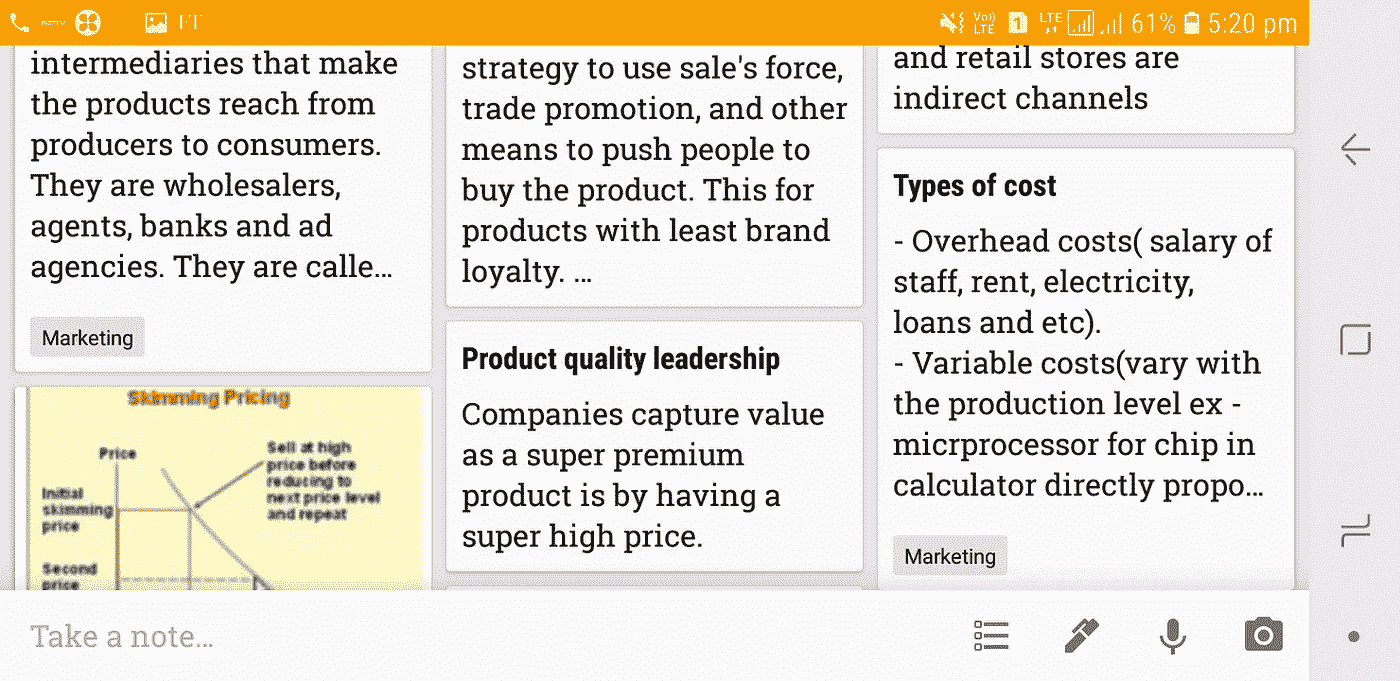 NDTV
ET
Vo))
LTE
1
LTE
61%
5:20 pm
intermediaries that make
the products reach from
producers to consumers.
They are wholesalers,
agents, banks and ad
agencies. They are calle...
Marketing
Skimming Pricing
Price
Sell at high
price before
reducing to
next price level
and repeat
Initial
skimming
price
Second
price
strategy to use sale's force,
trade promotion, and other
means to push people to
buy the product. This for
products with least brand
loyalty. ...
Product quality leadership
Companies capture value
as a super premium
product is by having a
super high price.
and retail stores are
indirect channels
Types of cost
- Overhead costs( salary of
staff, rent, electricity,
loans and etc).
- Variable costs(vary with
the production level ex -
micrprocessor for chip in
calculator directly propo...
Marketing
Take a note...